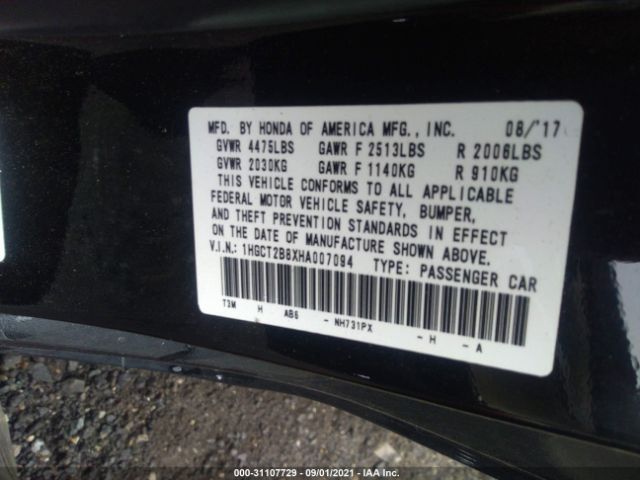 MFD. BY HONDA OF AMERICA MFG., INC. 08/'17
GVWR 4475LBS GAWR F 2513LBS R 2006LBS
GVWR 2030KG GAWR F 1140KG R 910KG
THIS VEHICLE CONFORMS TO ALL APPLICABLE
FEDERAL MOTOR VEHICLE SAFETY, BUMPER,
AND THEFT PREVENTION STANDARDS IN EFFECT
ON THE DATE OF MANUFACTURE SHOWN ABOVE.
V.I.N.: 1HGCT2B8XHA007094 TYPE: PASSENGER CAR
T3M H AB6 - NH731PX - H - A
000-31107729 - 09/01/2021 - IAA Inc.